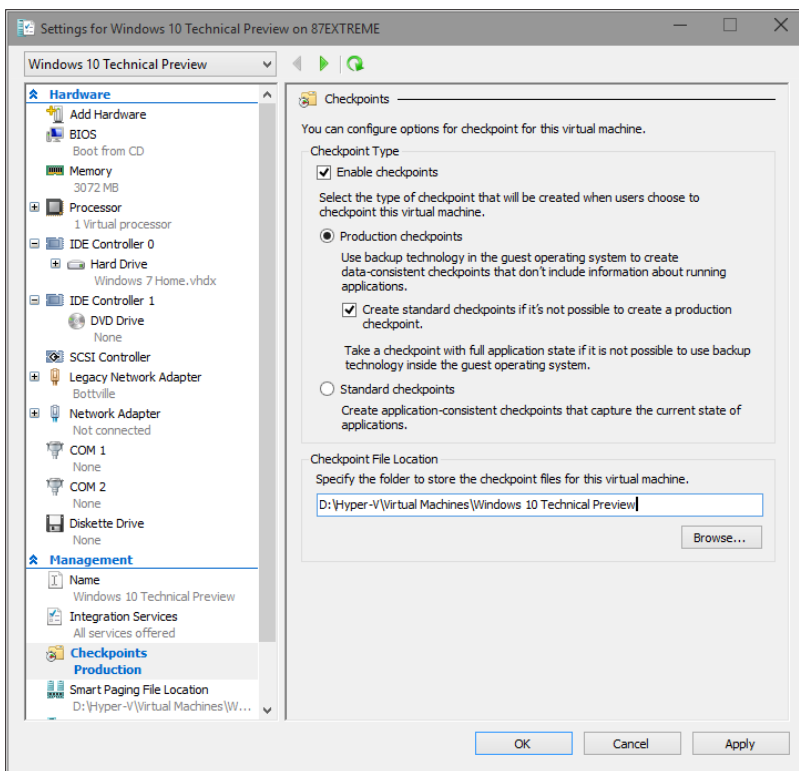 Settings for Windows 10 Technical Preview on 87EXTREME
Windows 10 Technical Preview
Hardware
Add Hardware
BIOS
Boot from CD
Memory
3072 MB
Processor
1 Virtual processor
IDE Controller 0
Hard Drive
Windows 7 Home.vhdx
IDE Controller 1
DVD Drive
None
SCSI Controller
Legacy Network Adapter
Bottville
Network Adapter
Not connected
COM 1
None
COM 2
None
Diskette Drive
None
Management
Name
Windows 10 Technical Preview
Integration Services
All services offered
Checkpoints
Production
Smart Paging File Location
D:\Hyper-V\Virtual Machines\W...
Checkpoints
You can configure options for checkpoint for this virtual machine.
Checkpoint Type
Enable checkpoints
Select the type of checkpoint that will be created when users choose to
checkpoint this virtual machine.
Production checkpoints
Use backup technology in the guest operating system to create
data-consistent checkpoints that don't include information about running
applications.
Create standard checkpoints if it's not possible to create a production
checkpoint.
Take a checkpoint with full application state if it is not possible to use backup
technology inside the guest operating system.
Standard checkpoints
Create application-consistent checkpoints that capture the current state of
applications.
Checkpoint File Location
Specify the folder to store the checkpoint files for this virtual machine.
D:\Hyper-V\Virtual Machines\Windows 10 Technical Preview
Browse...
OK
Cancel
Apply